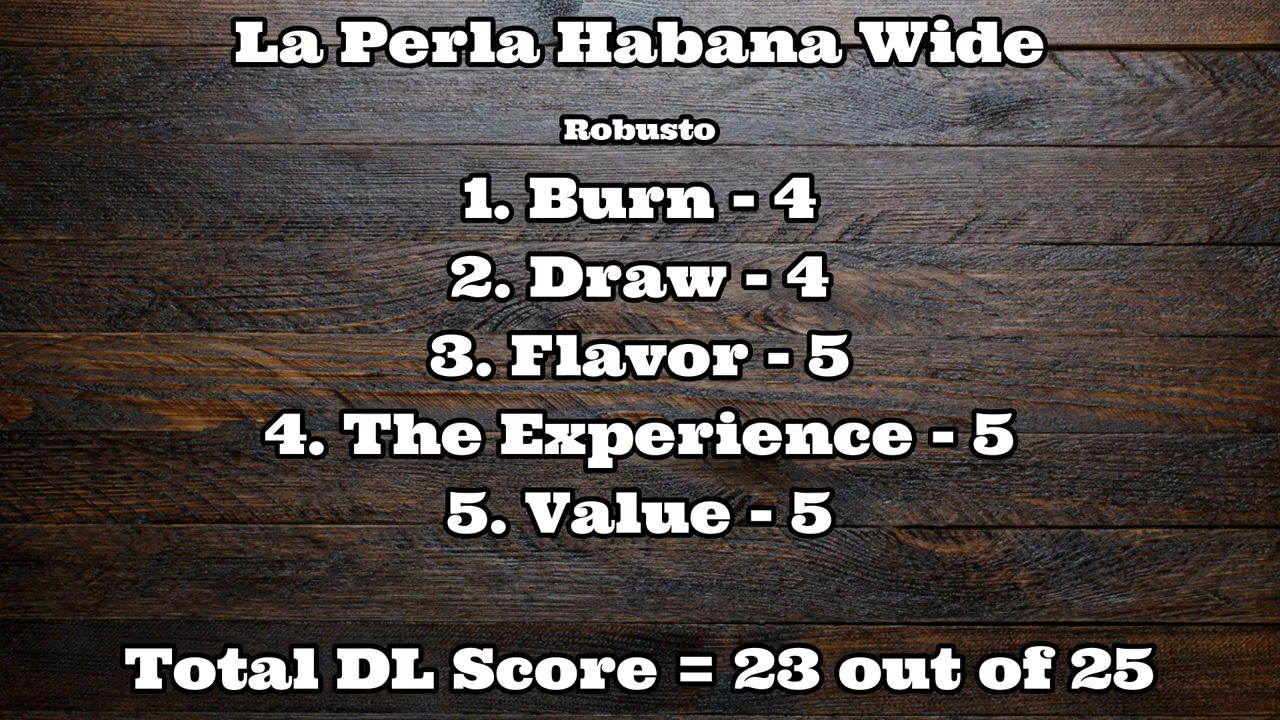 La Perla Habana Wide
Robusto
1. Burn - 4
2. Draw - 4
3. Flavor - 5
4. The Experience - 5
5. Value - 5
Total DL Score = 23 out of 25